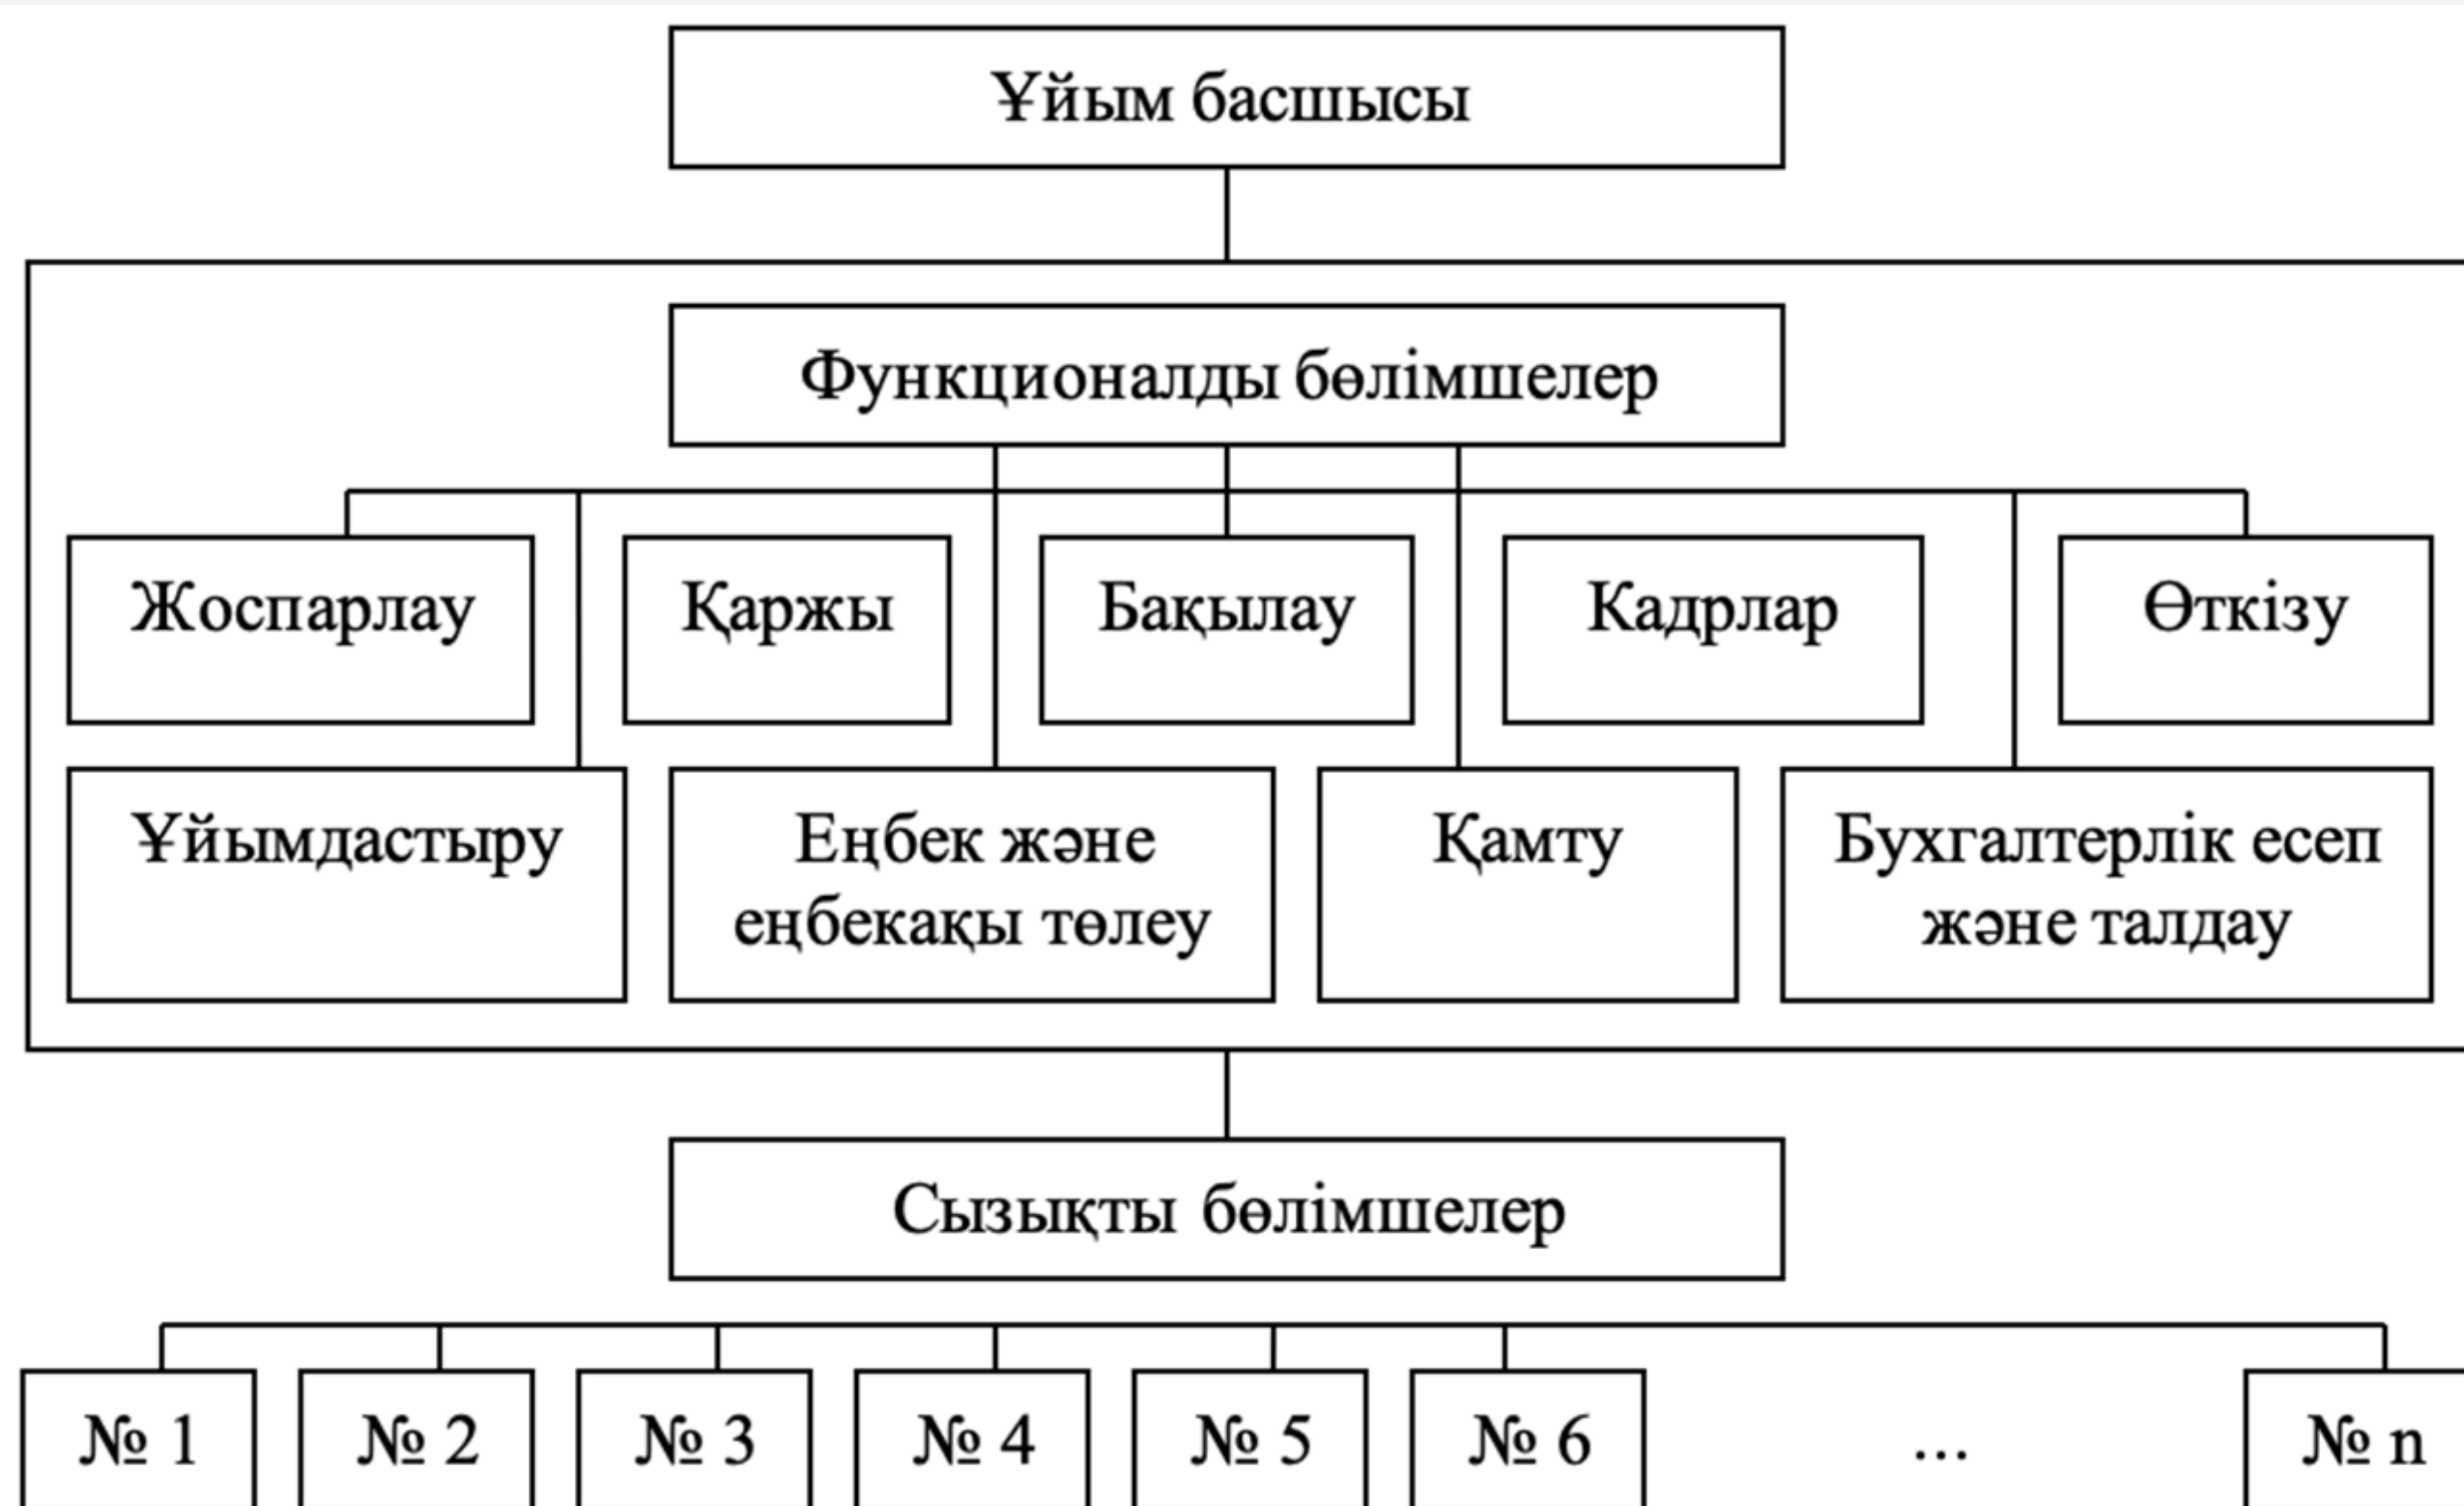 Ұйым басшысы
Функционалды бөлімшелер
Жоспарлау
Қаржы
Бақылау
Кадрлар
Өткізу
Ұйымдастыру
Еңбек және
еңбекақы төлеу
Қамту
Бухгалтерлік есеп
және талдау
Сызықты бөлімшелер
№ 1
№ 2
№ 3
№ 4
№ 5
№ 6
...
№ n